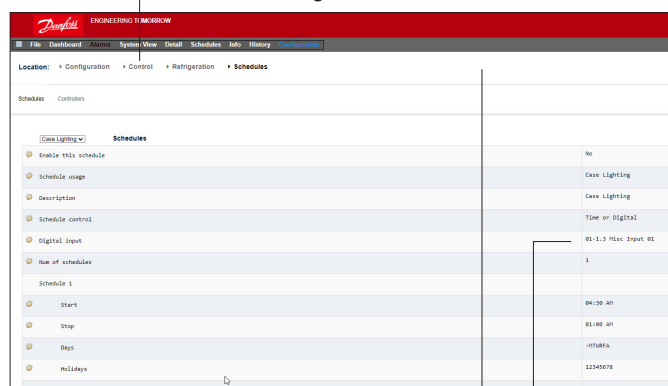 Danfoss ENGINEERING TOMORROW
File Dashboard Alarms System View Detail Schedules Info History Configuration
Location: Configuration Control Refrigeration Schedules
Schedules Controllers
Case Lighting Schedules
Enable this schedule No
Schedule usage Case Lighting
Description Case Lighting
Schedule control Time or Digital
Digital input 01-1.3 Misc Input 01
Num of schedules 1
Schedule 1
Start 04:30 AM
Stop 01:00 AM
Days -MTWRFA
Holidays 12345678